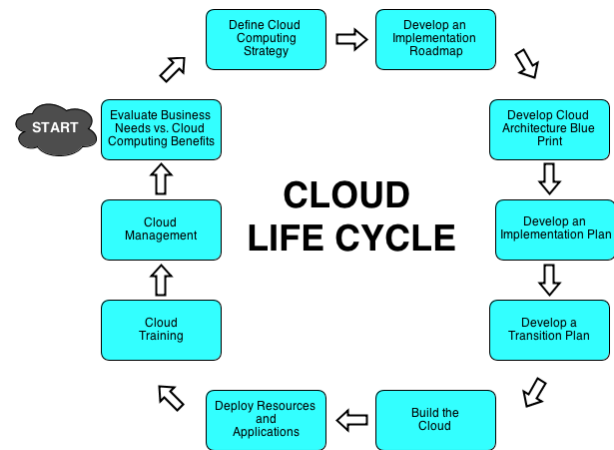 START
Evaluate Business
Needs vs. Cloud
Computing Benefits
Define Cloud
Computing
Strategy
Develop an
Implementation
Roadmap
Develop Cloud
Architecture Blue
Print
Develop an
Implementation Plan
Develop a
Transition Plan
Build the
Cloud
Deploy Resources
and
Applications
Cloud
Training
Cloud
Management
CLOUD
LIFE CYCLE